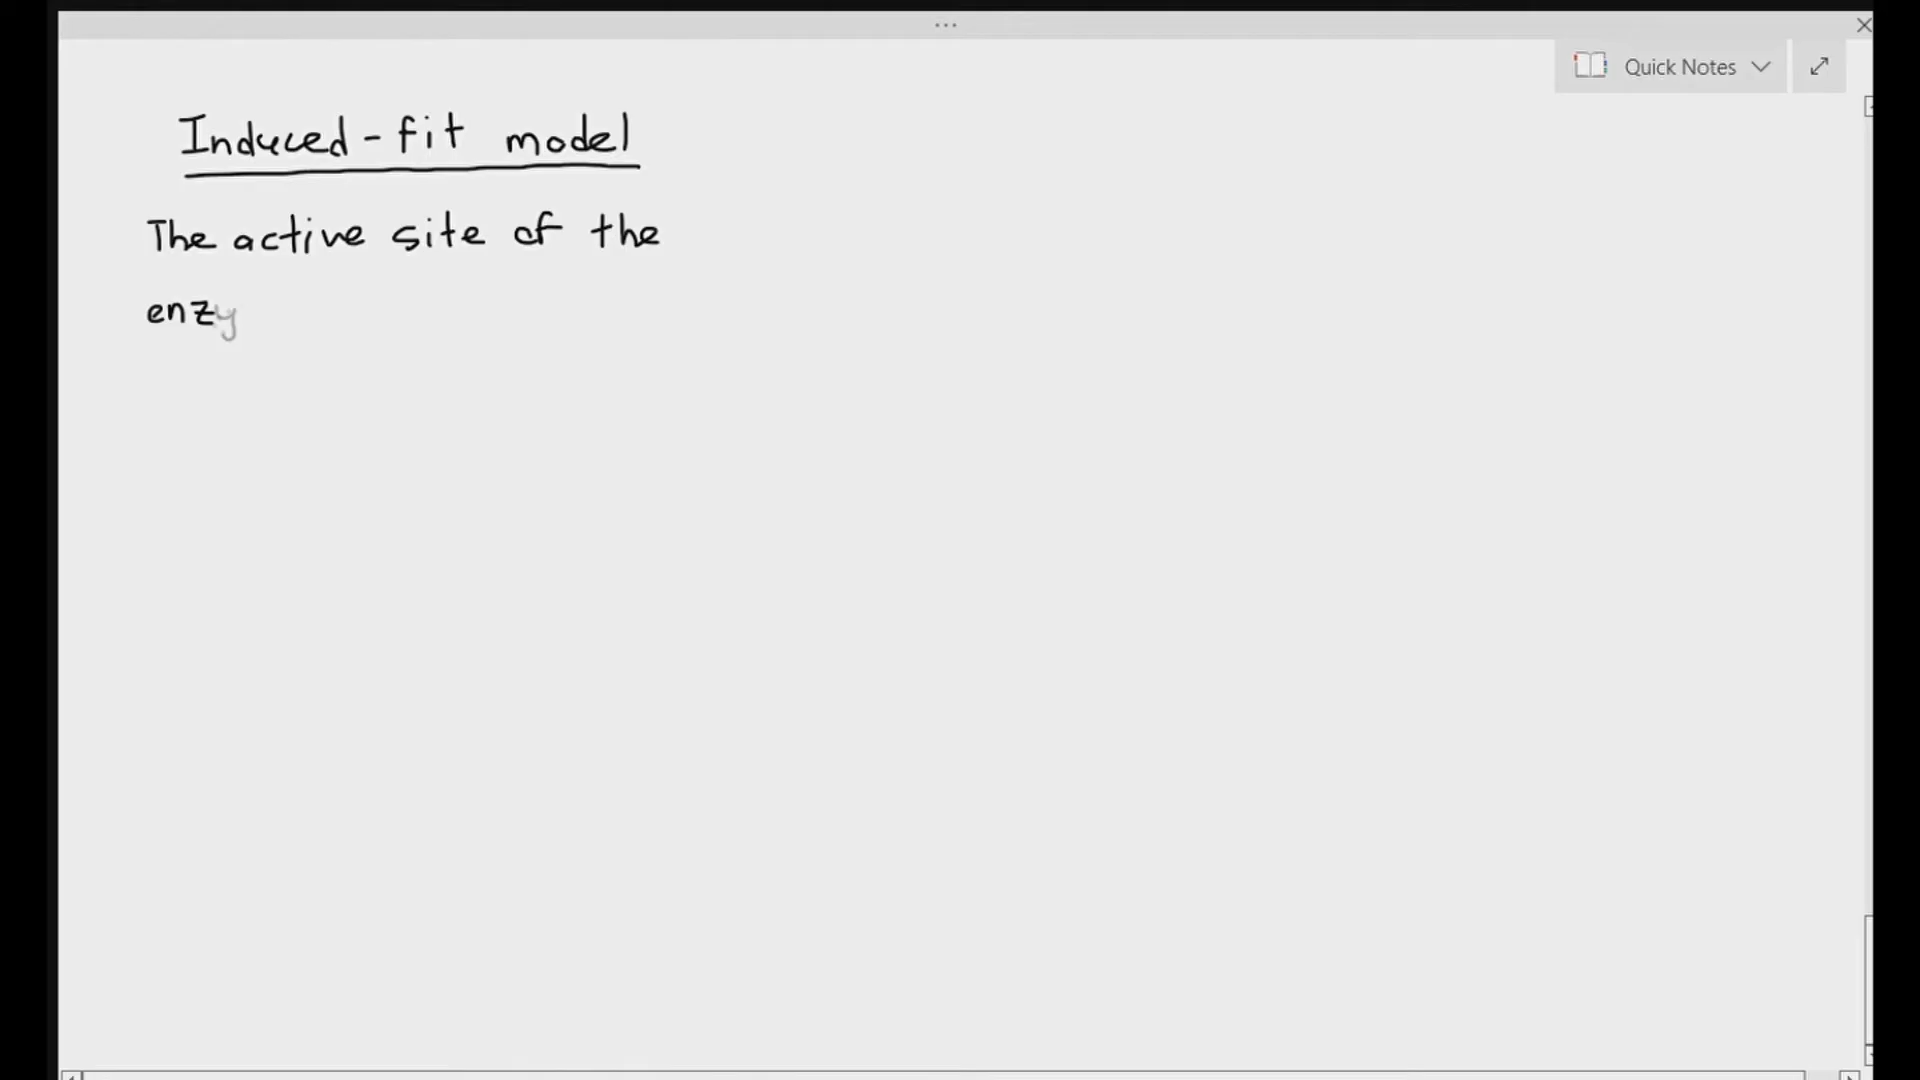 Quick Notes
Induced-fit model
The active site of the
enzy